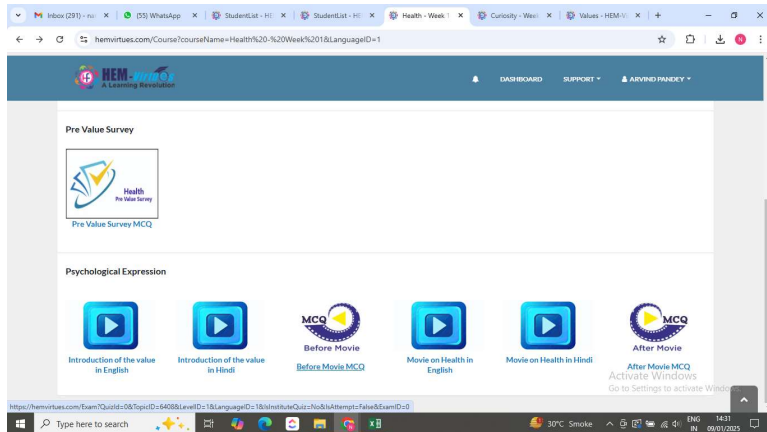 Inbox (291) - nav
(55) WhatsApp
StudentList - HE
StudentList - HE
Health - Week 1
Curiosity - Week
Values - HEM-Vi
hemvirtues.com/Course?courseName=Health%20-%20Week%201&LanguageID=1
N
HEM-Virtues
A Learning Revolution
DASHBOARD SUPPORT ARVIND PANDEY
Pre Value Survey
Health
Pre Value Survey
Pre Value Survey MCQ
Psychological Expression
MCQ
Before Movie
MCQ
After Movie
Introduction of the value
in English
Introduction of the value
in Hindi
Before Movie MCQ
Movie on Health in
English
Movie on Health in Hindi
After Movie MCQ
Activate Windows
Go to Settings to activate Windows.
https://hemvirtues.com/Exam?QuizId=0&TopicID=6408&LevelID=1&LanguageID=1&IsInstituteQuiz=No&IsAttempt=False&ExamID=0
Type here to search
30°C Smoke
ENG
IN
14:31
09/01/2025